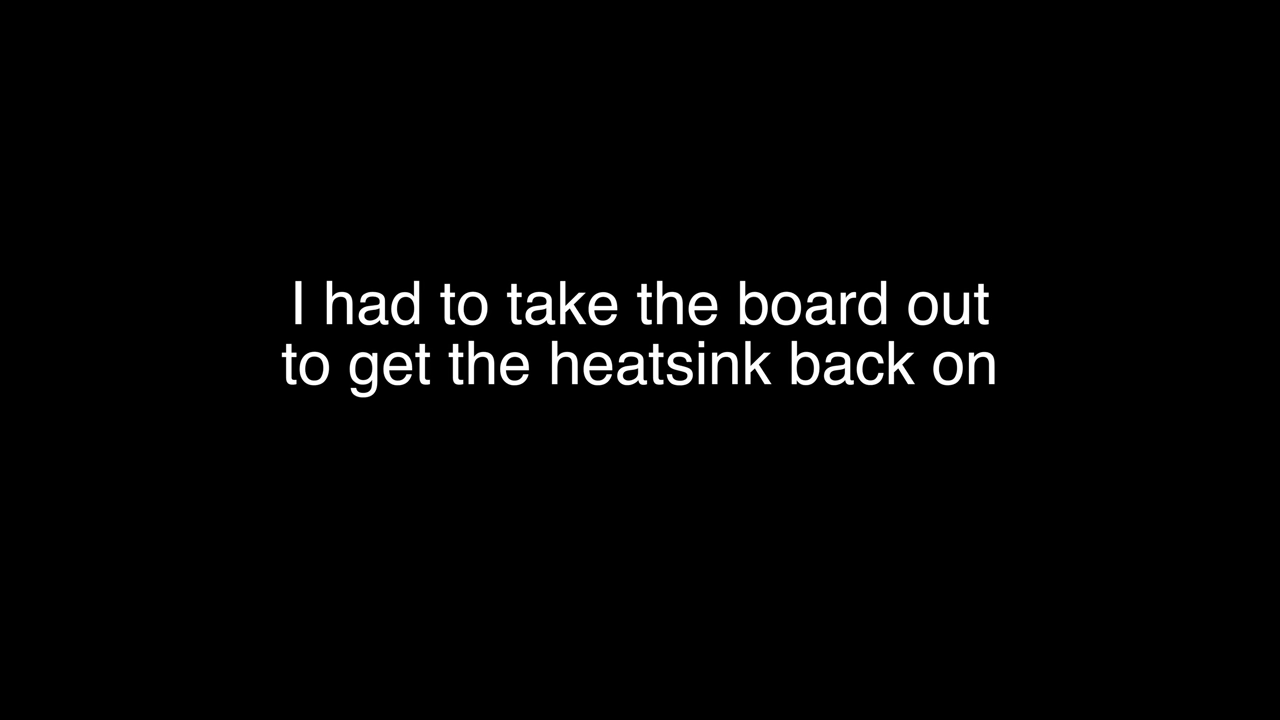 I had to take the board out
to get the heatsink back on